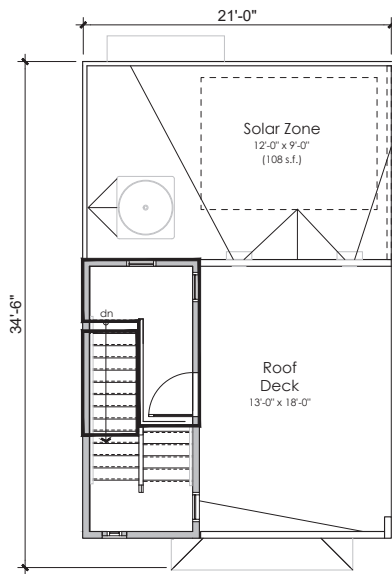 21'-0"
Solar Zone
12'-0" x 9'-0"
(108 s.f.)
34'-6"
dn
Roof
Deck
13'-0" x 18'-0"